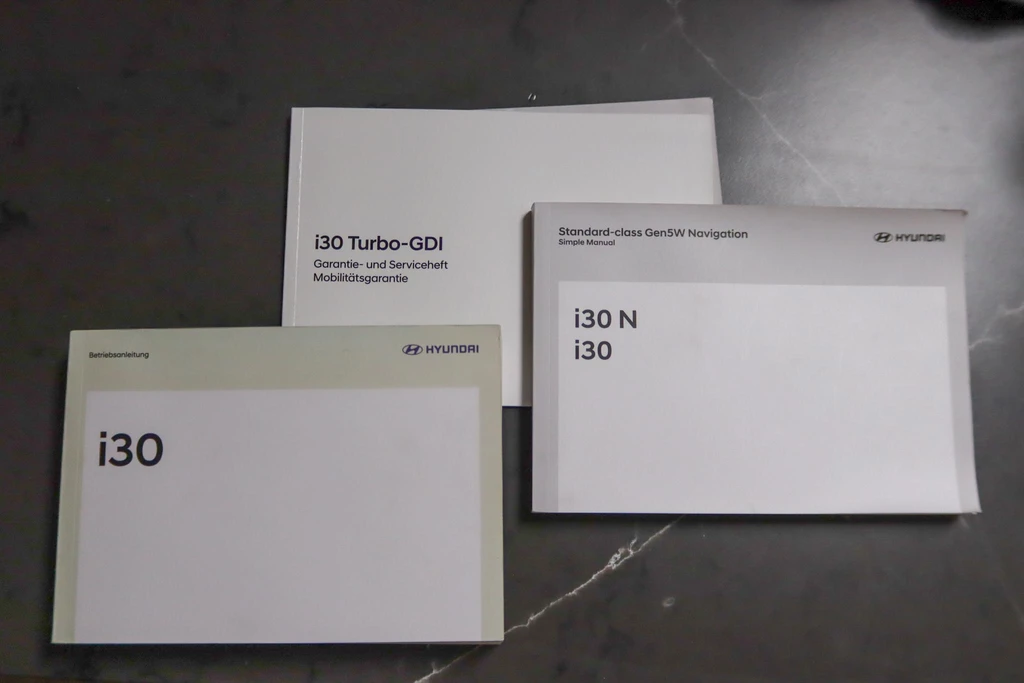 i30 Turbo-GDI
Garantie- und Serviceheft
Mobilitätsgarantie
Standard-class Gen5W Navigation
Simple Manual
HYUNDAI
i30 N
i30
Betriebsanleitung
HYUNDAI
i30